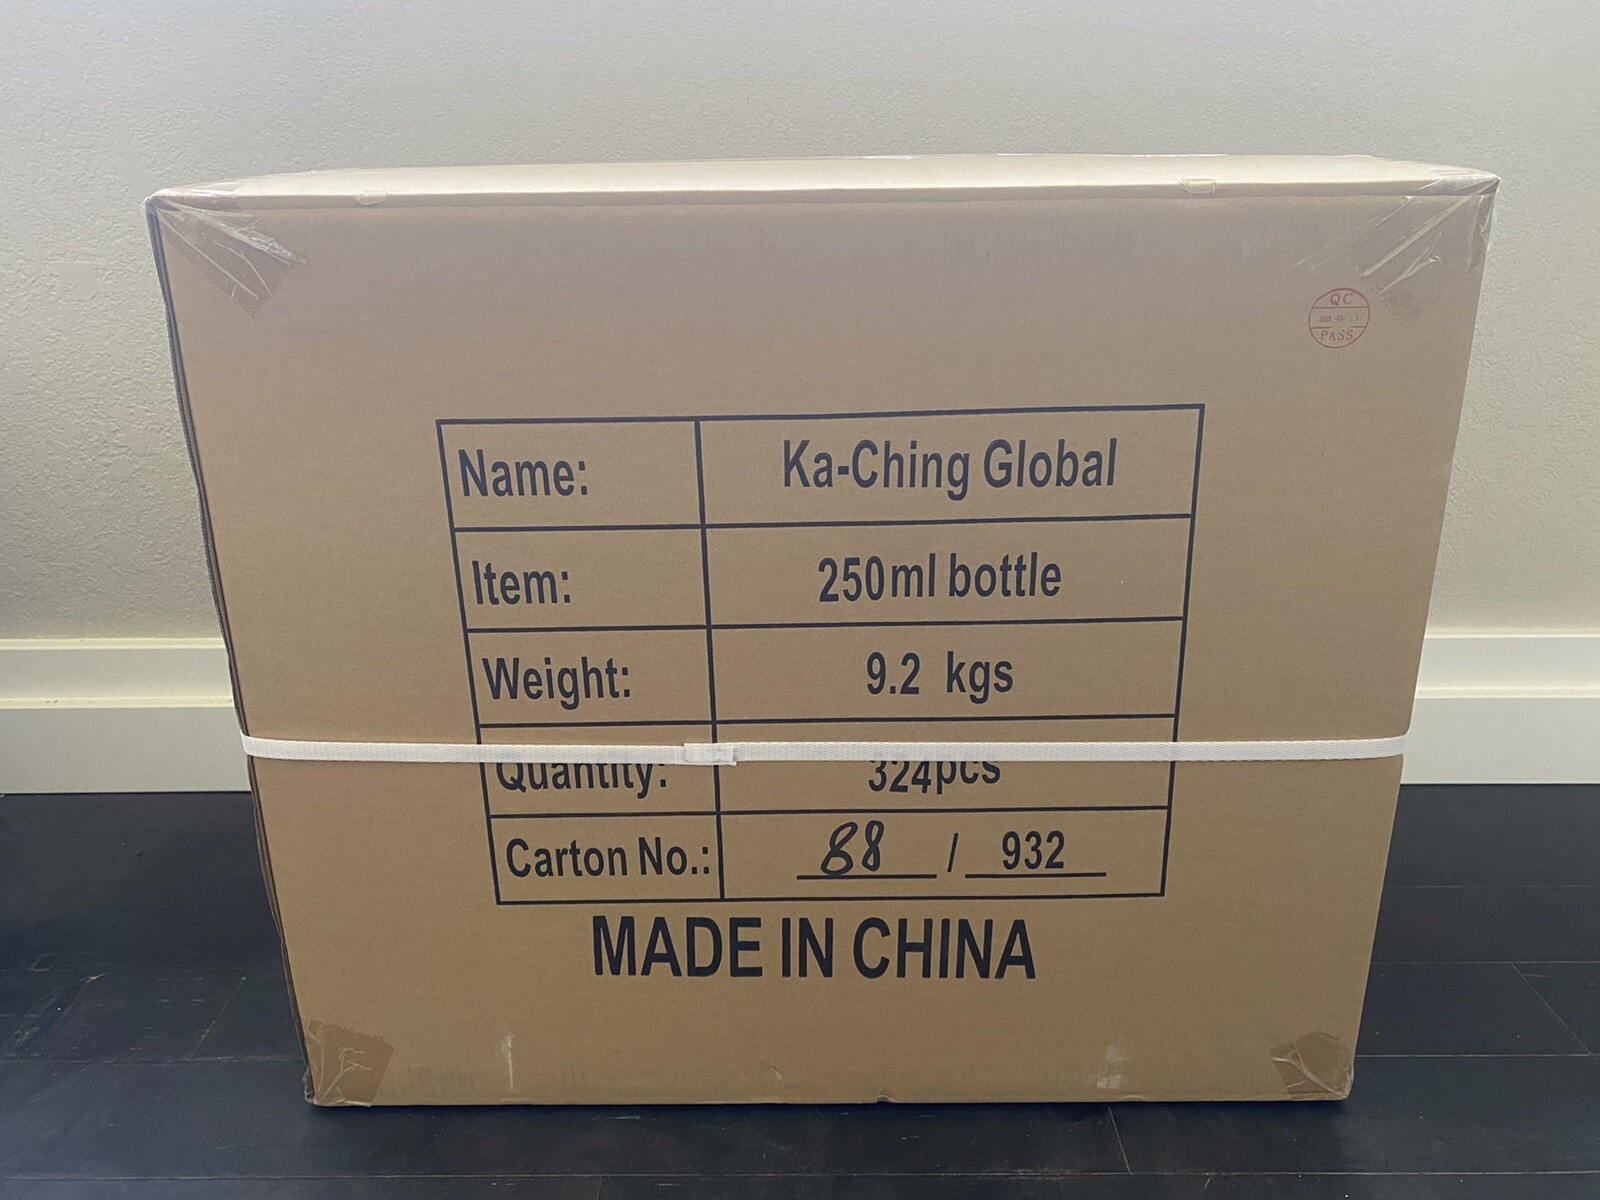 QC
PASS
Name: Ka-Ching Global
Item: 250ml bottle
Weight: 9.2 kgs
Quantity: 324pcs
Carton No.: 88 / 932
MADE IN CHINA